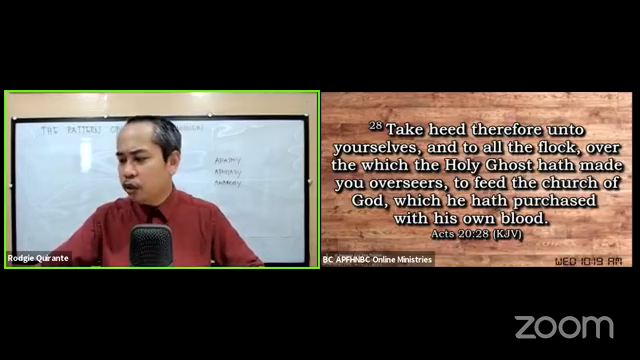 THE PATTERN OF
28 Take heed therefore unto
yourselves, and to all the flock, over
the which the Holy Ghost hath made
you overseers, to feed the church of
God, which he hath purchased
with his own blood.
Acts 20:28 (KJV)
Rodgie Quirante
BC APFHNBC Online Ministries
WED 10:19 AM
zoom